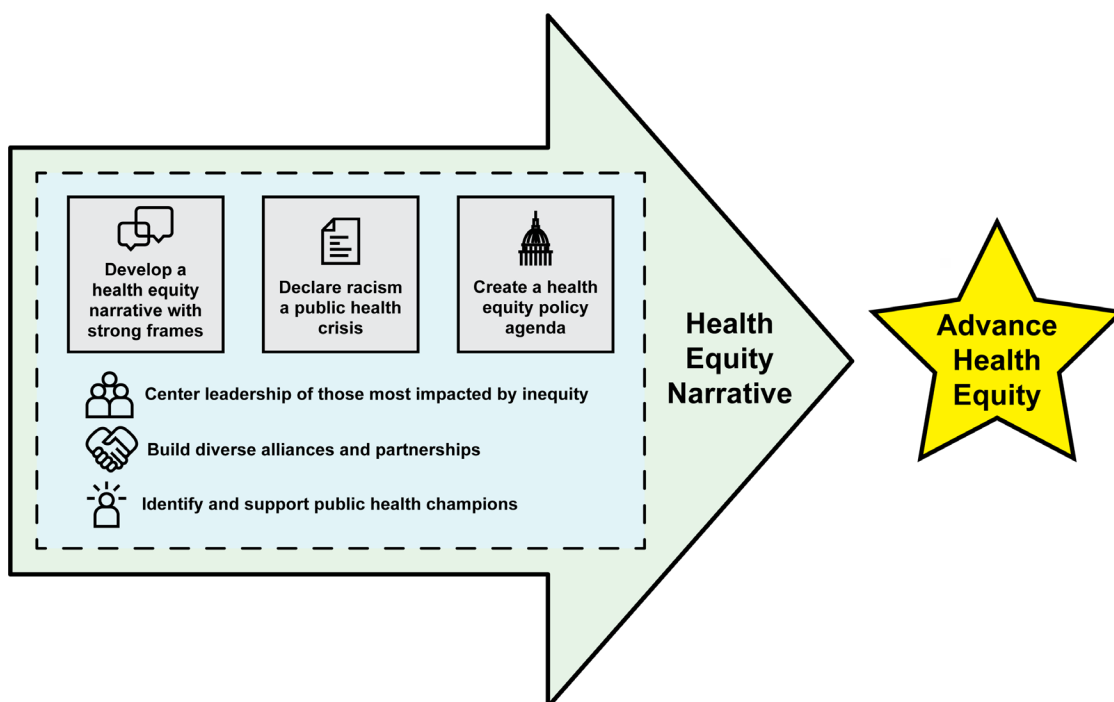 Develop a
health equity
narrative with
strong frames
Declare racism
a public health
crisis
Create a health
equity policy
agenda
Center leadership of those most impacted by inequity
Build diverse alliances and partnerships
Identify and support public health champions
Health
Equity
Narrative
Advance
Health
Equity